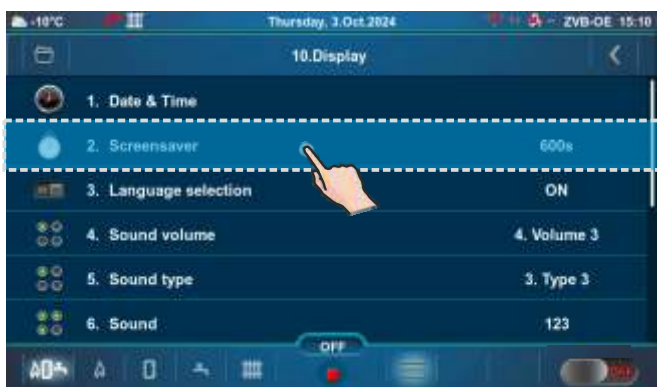 -10°C Thursday, 3.Oct.2024 ZVB-OE 15:10
10.Display
1. Date & Time
2. Screensaver 600s
3. Language selection ON
4. Sound volume 4. Volume 3
5. Sound type 3. Type 3
6. Sound 123
OFF
OFF